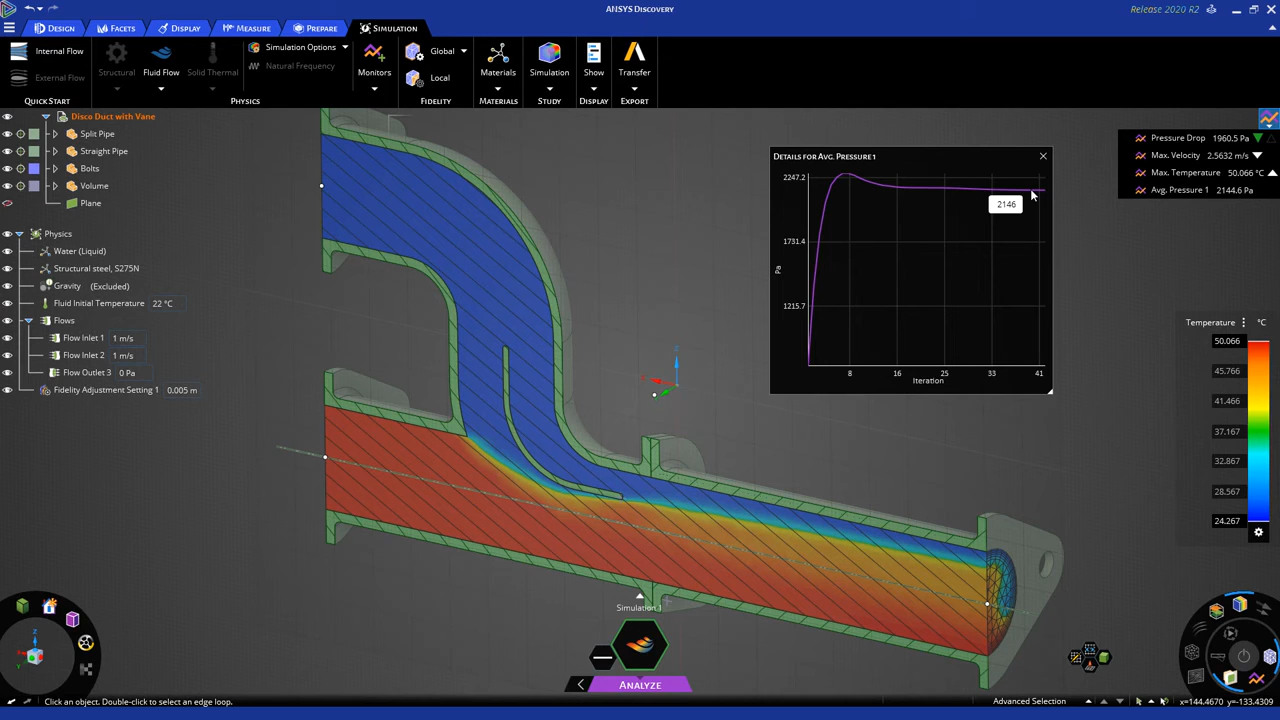 ANSYS Discovery
Release 2020 R2
Design
Facets
Display
Measure
Prepare
Simulation
Internal Flow
External Flow
Quick Start
Structural
Fluid Flow
Solid Thermal
Simulation Options
Natural Frequency
Physics
Monitors
Global
Local
Fidelity
Materials
Materials
Simulation
Study
Show
Display
Transfer
Export
Disco Duct with Vane
Split Pipe
Straight Pipe
Bolts
Volume
Plane
Physics
Water (Liquid)
Structural steel, S275N
Gravity (Excluded)
Fluid Initial Temperature 22 °C
Flows
Flow Inlet 1 1 m/s
Flow Inlet 2 1 m/s
Flow Outlet 3 0 Pa
Fidelity Adjustment Setting 1 0.005 m
Details for Avg. Pressure 1
2247.2
1731.4
1215.7
Pa
2146
8 16 25 33 41
Iteration
Pressure Drop 1960.5 Pa
Max. Velocity 2.5632 m/s
Max. Temperature 50.066 °C
Avg. Pressure 1 2144.6 Pa
Temperature °C
50.066
45.766
41.466
37.167
32.867
28.567
24.267
Z
Simulation 1
Analyze
Z
Y
Click an object. Double-click to select an edge loop.
Advanced Selection
x=144.4670 y=-133.4309